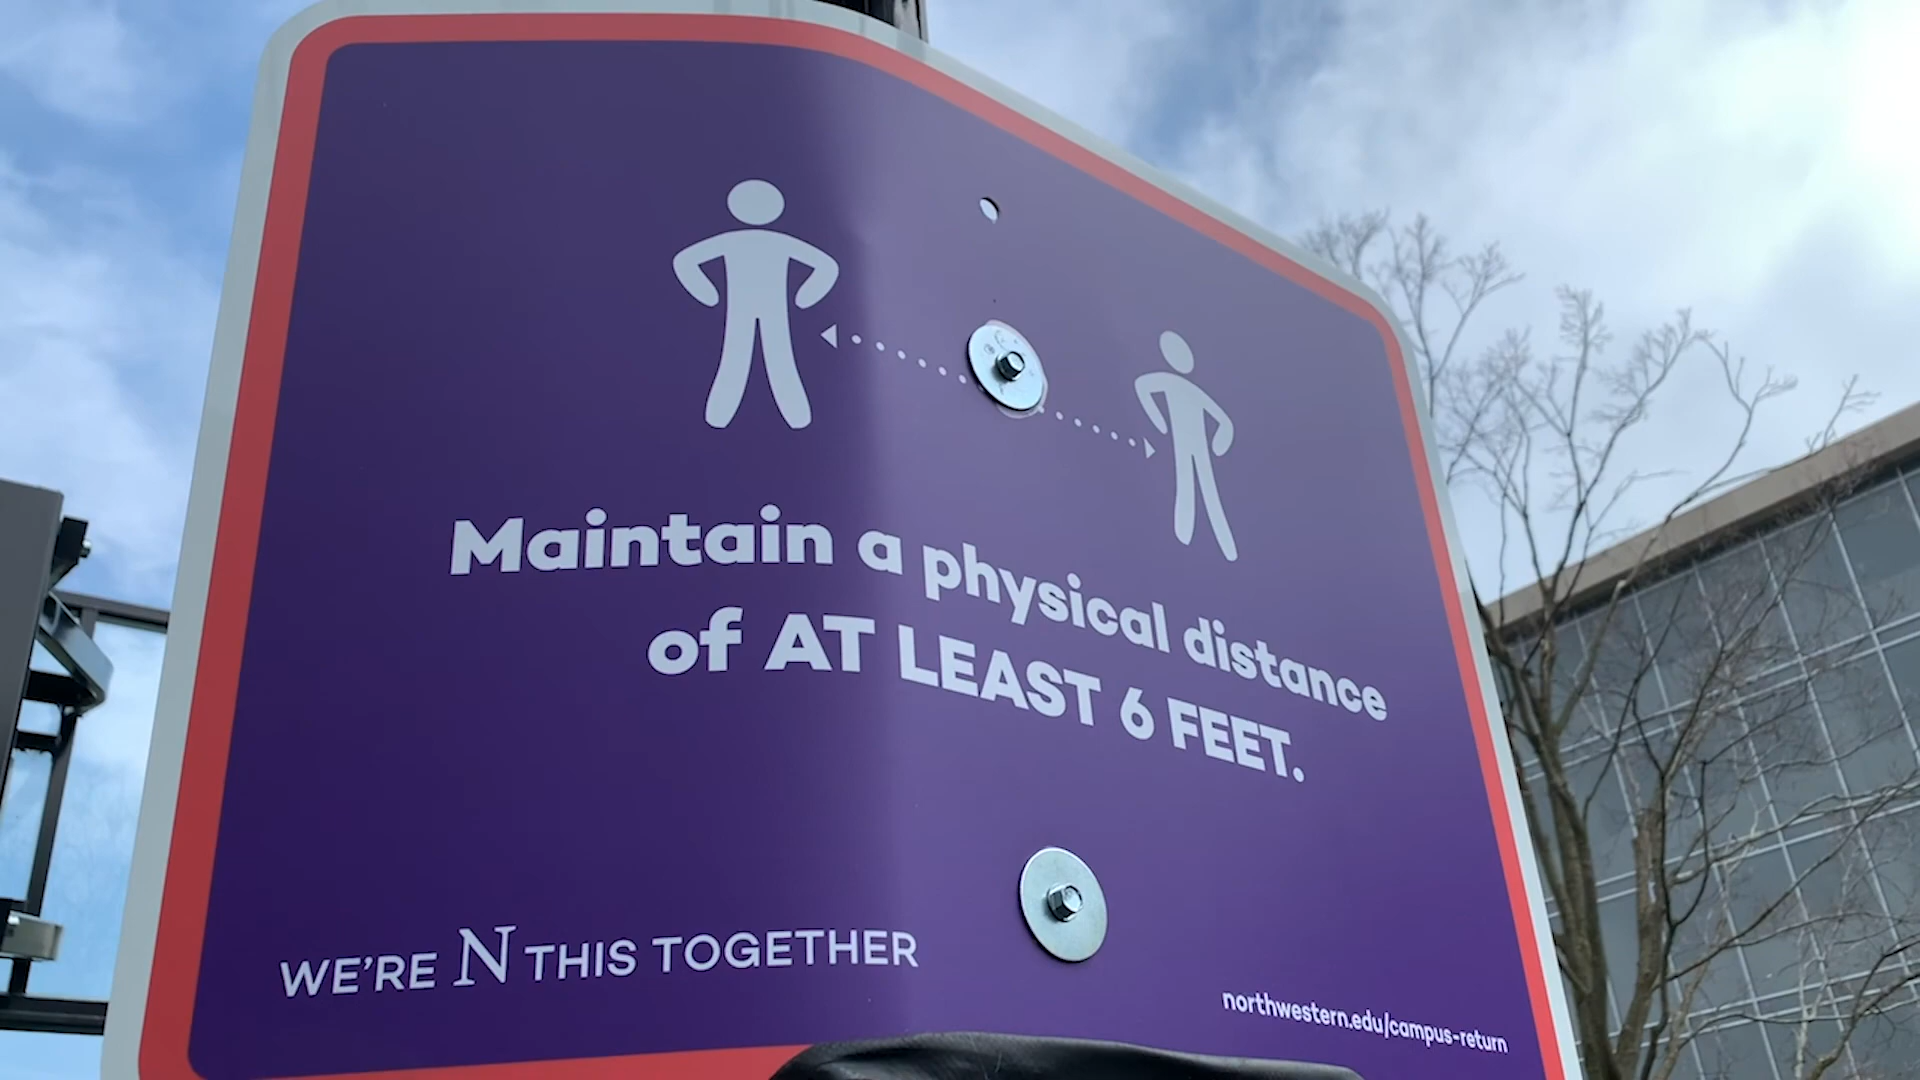 Maintain a physical distance
of AT LEAST 6 FEET.
WE'RE N THIS TOGETHER
northwestern.edu/campus-return